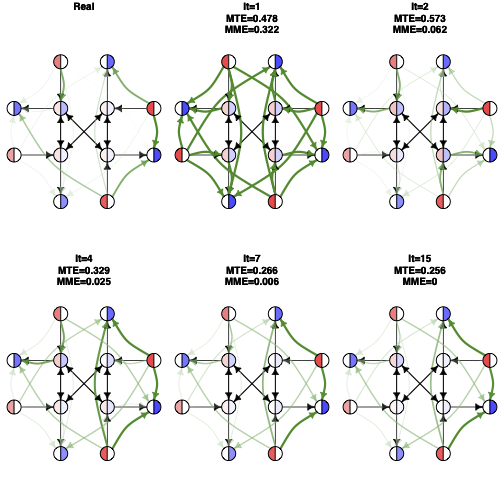 Real
It=1
MTE=0.478
MME=0.322
It=2
MTE=0.573
MME=0.062
It=4
MTE=0.329
MME=0.025
It=7
MTE=0.266
MME=0.006
It=15
MTE=0.256
MME=0